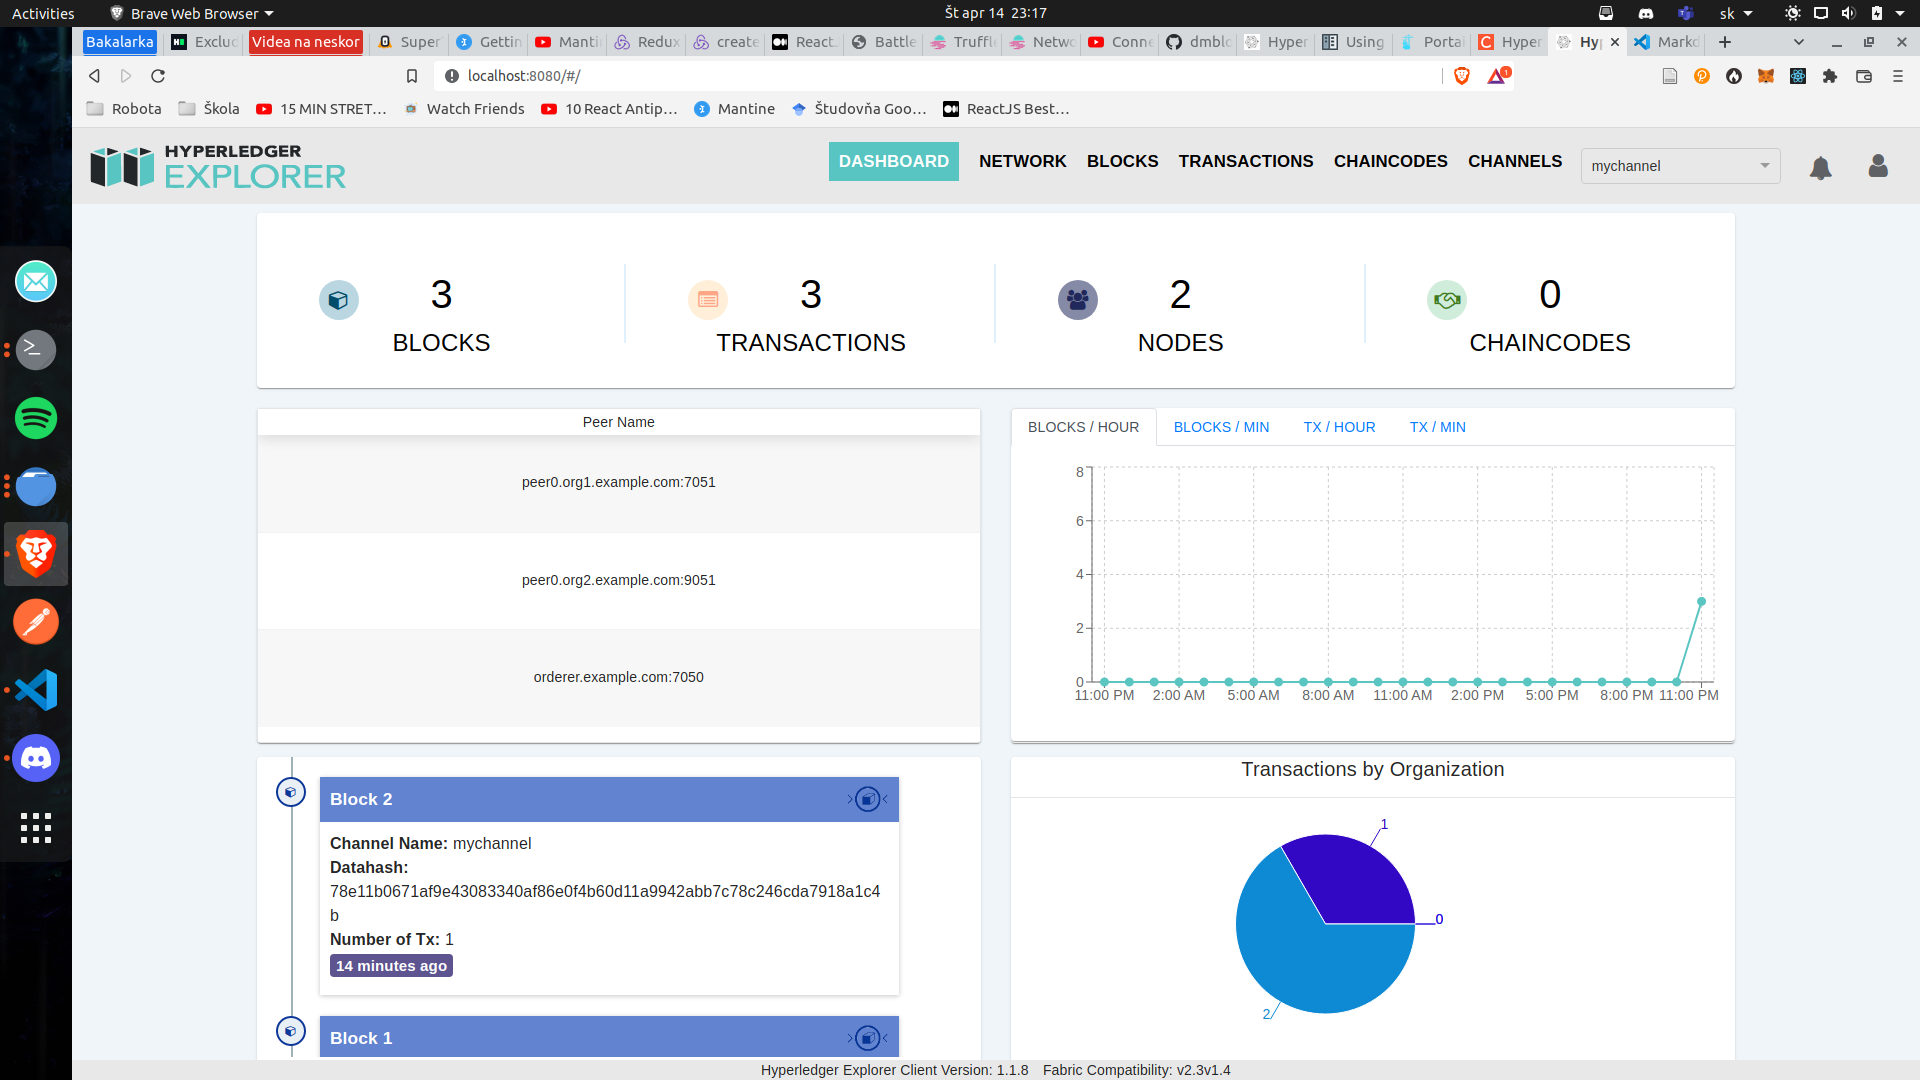 Activities
Brave Web Browser
Št apr 14 23:17
sk
Bakalarka
Exclud
Videa na neskor
Super
Gettin
Manti
Redux
create
React.
Battle
Truffl
Netwo
Conne
dmblo
Hyper
Using
Portai
Hyper
Hyp
Markd
localhost:8080/#/
1
Robota
Škola
15 MIN STRET…
Watch Friends
10 React Antip…
Mantine
Študovňa Goo…
ReactJS Best…
HYPERLEDGER
EXPLORER
DASHBOARD
NETWORK
BLOCKS
TRANSACTIONS
CHAINCODES
CHANNELS
mychannel
3
BLOCKS
3
TRANSACTIONS
2
NODES
0
CHAINCODES
Peer Name
peer0.org1.example.com:7051
peer0.org2.example.com:9051
orderer.example.com:7050
BLOCKS / HOUR
BLOCKS / MIN
TX / HOUR
TX / MIN
8
6
4
2
0
11:00 PM
2:00 AM
5:00 AM
8:00 AM
11:00 AM
2:00 PM
5:00 PM
8:00 PM
11:00 PM
Block 2
Channel Name: mychannel
Datahash:
78e11b0671af9e43083340af86e0f4b60d11a9942abb7c78c246cda7918a1c4
b
Number of Tx: 1
14 minutes ago
Block 1
Transactions by Organization
1
0
2
Hyperledger Explorer Client Version: 1.1.8
Fabric Compatibility: v2.3v1.4